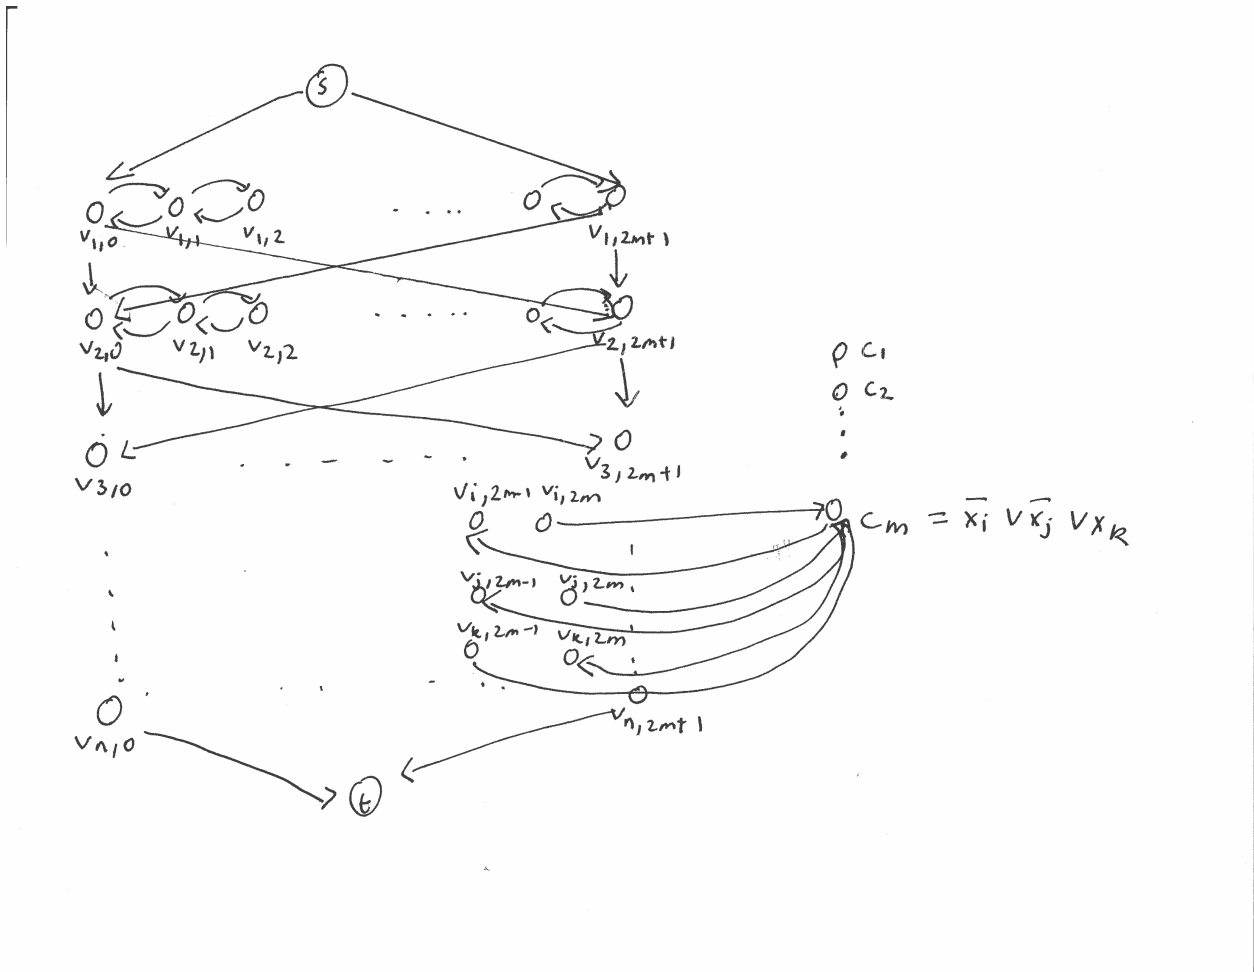 s
v1,0 v1,1 v1,2 v1,2m+1
v2,0 v2,1 v2,2 v2,2m+1
c1
c2
v3,0 v3,2m+1
vi,2m-1 vi,2m
cm = x̄i ∨ x̄j ∨ xk
vj,2m-1 vj,2m
vk,2m-1 vk,2m
vn,0 vn,2m+1
t